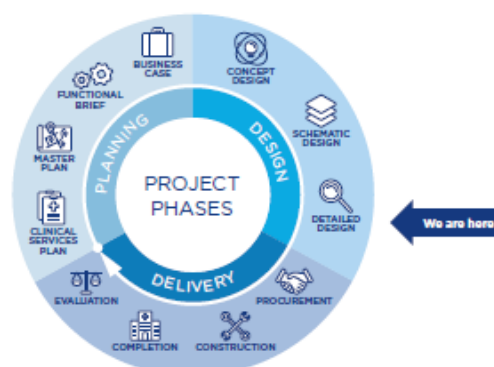 PROJECT
PHASES
PLANNING
CLINICAL
SERVICES
PLAN
MASTER
PLAN
FUNCTIONAL
BRIEF
BUSINESS
CASE
DESIGN
CONCEPT
DESIGN
SCHEMATIC
DESIGN
DETAILED
DESIGN
We are here
DELIVERY
PROCUREMENT
CONSTRUCTION
COMPLETION
EVALUATION